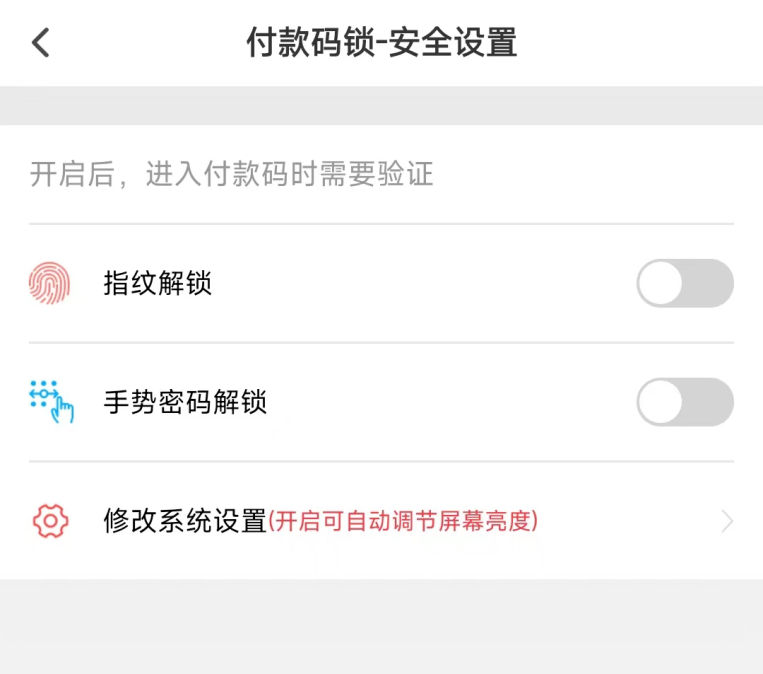 付款码锁-安全设置
开启后，进入付款码时需要验证
指纹解锁
手势密码解锁
修改系统设置(开启可自动调节屏幕亮度)